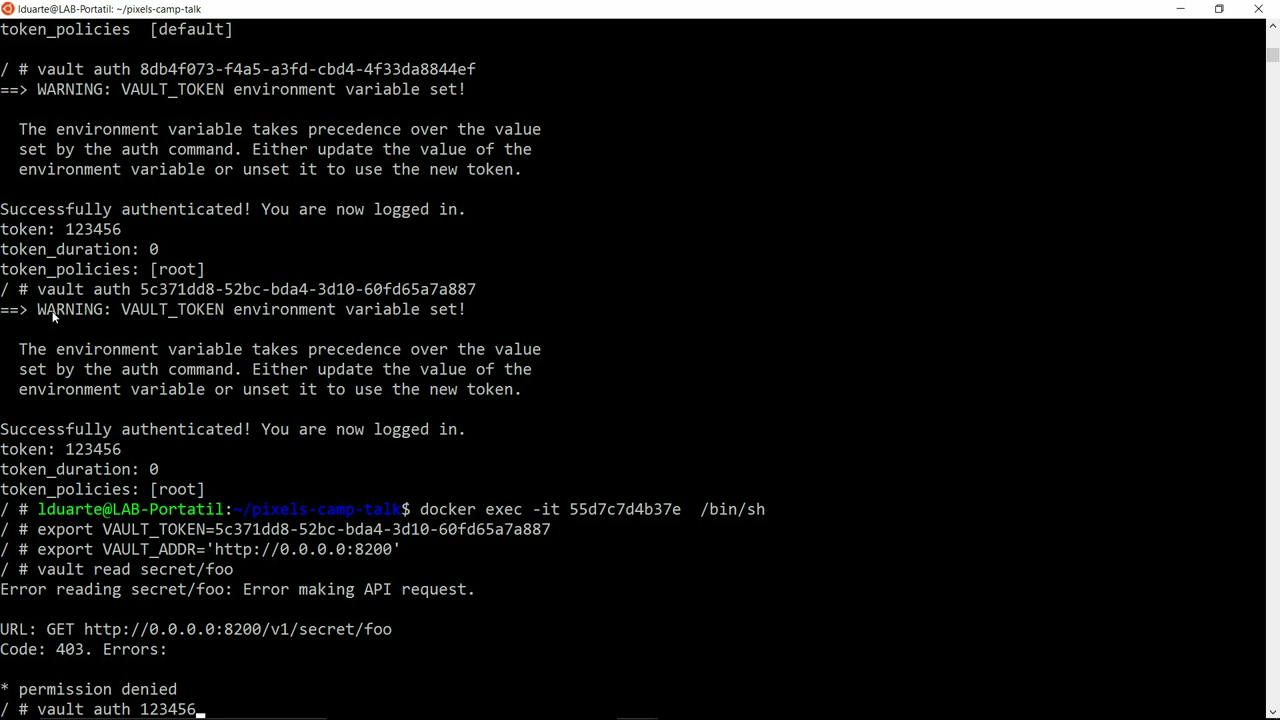 lduarte@LAB-Portatil: ~/pixels-camp-talk
token_policies  [default]
/ # vault auth 8db4f073-f4a5-a3fd-cbd4-4f33da8844ef
==> WARNING: VAULT_TOKEN environment variable set!
The environment variable takes precedence over the value
set by the auth command. Either update the value of the
environment variable or unset it to use the new token.
Successfully authenticated! You are now logged in.
token: 123456
token_duration: 0
token_policies: [root]
/ # vault auth 5c371dd8-52bc-bda4-3d10-60fd65a7a887
==> WARNING: VAULT_TOKEN environment variable set!
The environment variable takes precedence over the value
set by the auth command. Either update the value of the
environment variable or unset it to use the new token.
Successfully authenticated! You are now logged in.
token: 123456
token_duration: 0
token_policies: [root]
/ # lduarte@LAB-Portatil:~/pixels-camp-talk$ docker exec -it 55d7c7d4b37e  /bin/sh
/ # export VAULT_TOKEN=5c371dd8-52bc-bda4-3d10-60fd65a7a887
/ # export VAULT_ADDR='http://0.0.0.0:8200'
/ # vault read secret/foo
Error reading secret/foo: Error making API request.
URL: GET http://0.0.0.0:8200/v1/secret/foo
Code: 403. Errors:
* permission denied
/ # vault auth 123456